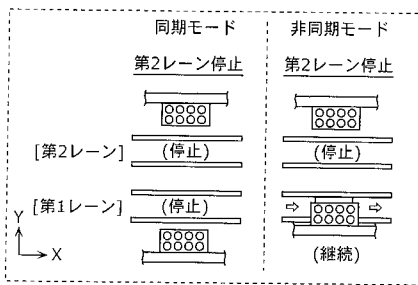 同期モード
非同期モード
第2レーン停止
第2レーン停止
[第2レーン]
(停止)
(停止)
[第1レーン]
(停止)
(継続)
Y
X